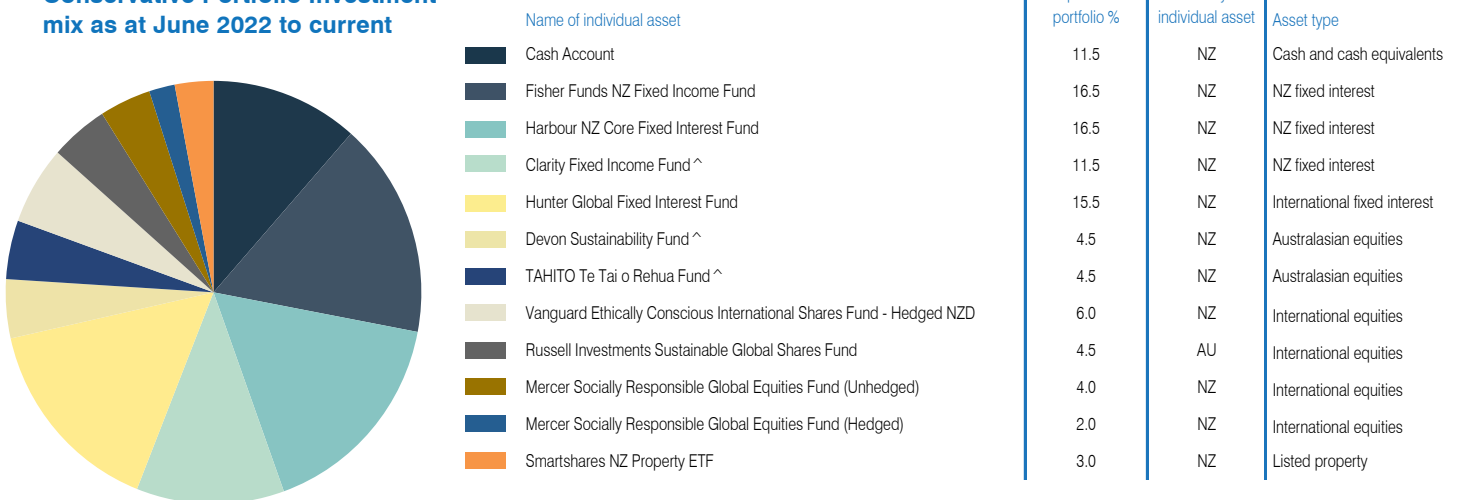 Conservative Portfolio investment
mix as at June 2022 to current
Name of individual asset portfolio % individual asset Asset type
Cash Account 11.5 NZ Cash and cash equivalents
Fisher Funds NZ Fixed Income Fund 16.5 NZ NZ fixed interest
Harbour NZ Core Fixed Interest Fund 16.5 NZ NZ fixed interest
Clarity Fixed Income Fund ^ 11.5 NZ NZ fixed interest
Hunter Global Fixed Interest Fund 15.5 NZ International fixed interest
Devon Sustainability Fund ^ 4.5 NZ Australasian equities
TAHITO Te Tai o Rehua Fund ^ 4.5 NZ Australasian equities
Vanguard Ethically Conscious International Shares Fund - Hedged NZD 6.0 NZ International equities
Russell Investments Sustainable Global Shares Fund 4.5 AU International equities
Mercer Socially Responsible Global Equities Fund (Unhedged) 4.0 NZ International equities
Mercer Socially Responsible Global Equities Fund (Hedged) 2.0 NZ International equities
Smartshares NZ Property ETF 3.0 NZ Listed property